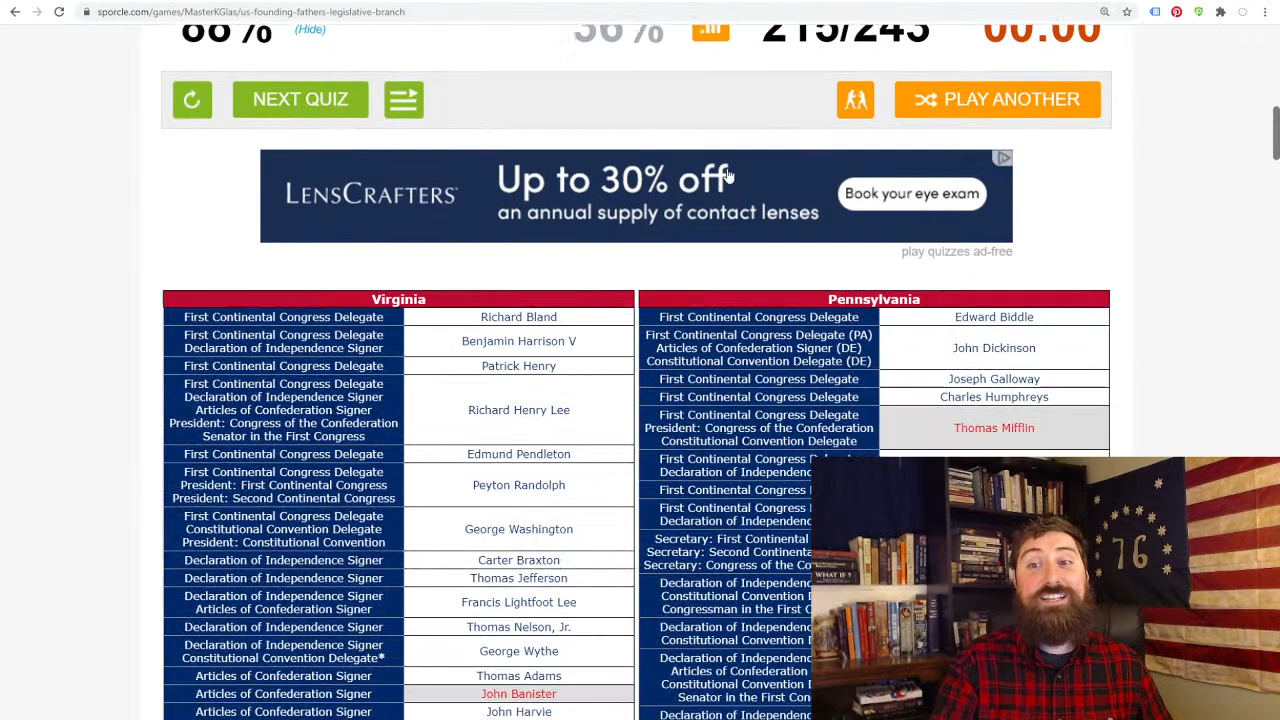 sporcle.com/games/MasterKGlas/us-founding-fathers-legislative-branch
88%
(Hide)
36%
215/243
00:00
NEXT QUIZ
PLAY ANOTHER
LENSCRAFTERS
Up to 30% off
an annual supply of contact lenses
Book your eye exam
play quizzes ad-free
Virginia
First Continental Congress Delegate
Richard Bland
First Continental Congress Delegate
Declaration of Independence Signer
Benjamin Harrison V
First Continental Congress Delegate
Patrick Henry
First Continental Congress Delegate
Declaration of Independence Signer
Articles of Confederation Signer
President: Congress of the Confederation
Senator in the First Congress
Richard Henry Lee
First Continental Congress Delegate
Edmund Pendleton
First Continental Congress Delegate
President: First Continental Congress
President: Second Continental Congress
Peyton Randolph
First Continental Congress Delegate
Constitutional Convention Delegate
President: Constitutional Convention
George Washington
Declaration of Independence Signer
Carter Braxton
Declaration of Independence Signer
Thomas Jefferson
Declaration of Independence Signer
Articles of Confederation Signer
Francis Lightfoot Lee
Declaration of Independence Signer
Thomas Nelson, Jr.
Declaration of Independence Signer
Constitutional Convention Delegate*
George Wythe
Articles of Confederation Signer
Thomas Adams
Articles of Confederation Signer
John Banister
Articles of Confederation Signer
John Harvie
Pennsylvania
First Continental Congress Delegate
Edward Biddle
First Continental Congress Delegate (PA)
Articles of Confederation Signer (DE)
Constitutional Convention Delegate (DE)
John Dickinson
First Continental Congress Delegate
Joseph Galloway
First Continental Congress Delegate
Charles Humphreys
First Continental Congress Delegate
President: Congress of the Confederation
Constitutional Convention Delegate
Thomas Mifflin
First Continental Congress
Declaration of Independenc
First Continental Congress
First Continental Congress
Declaration of Independenc
Secretary: First Continental
Secretary: Second Continenta
Secretary: Congress of the Co
Declaration of Independenc
Constitutional Convention
Congressman in the First C
Declaration of Independenc
Constitutional Convention
Declaration of Independenc
Articles of Confederation
Constitutional Convention
Senator in the First
Declaration of Independenc
WHAT IF?
76